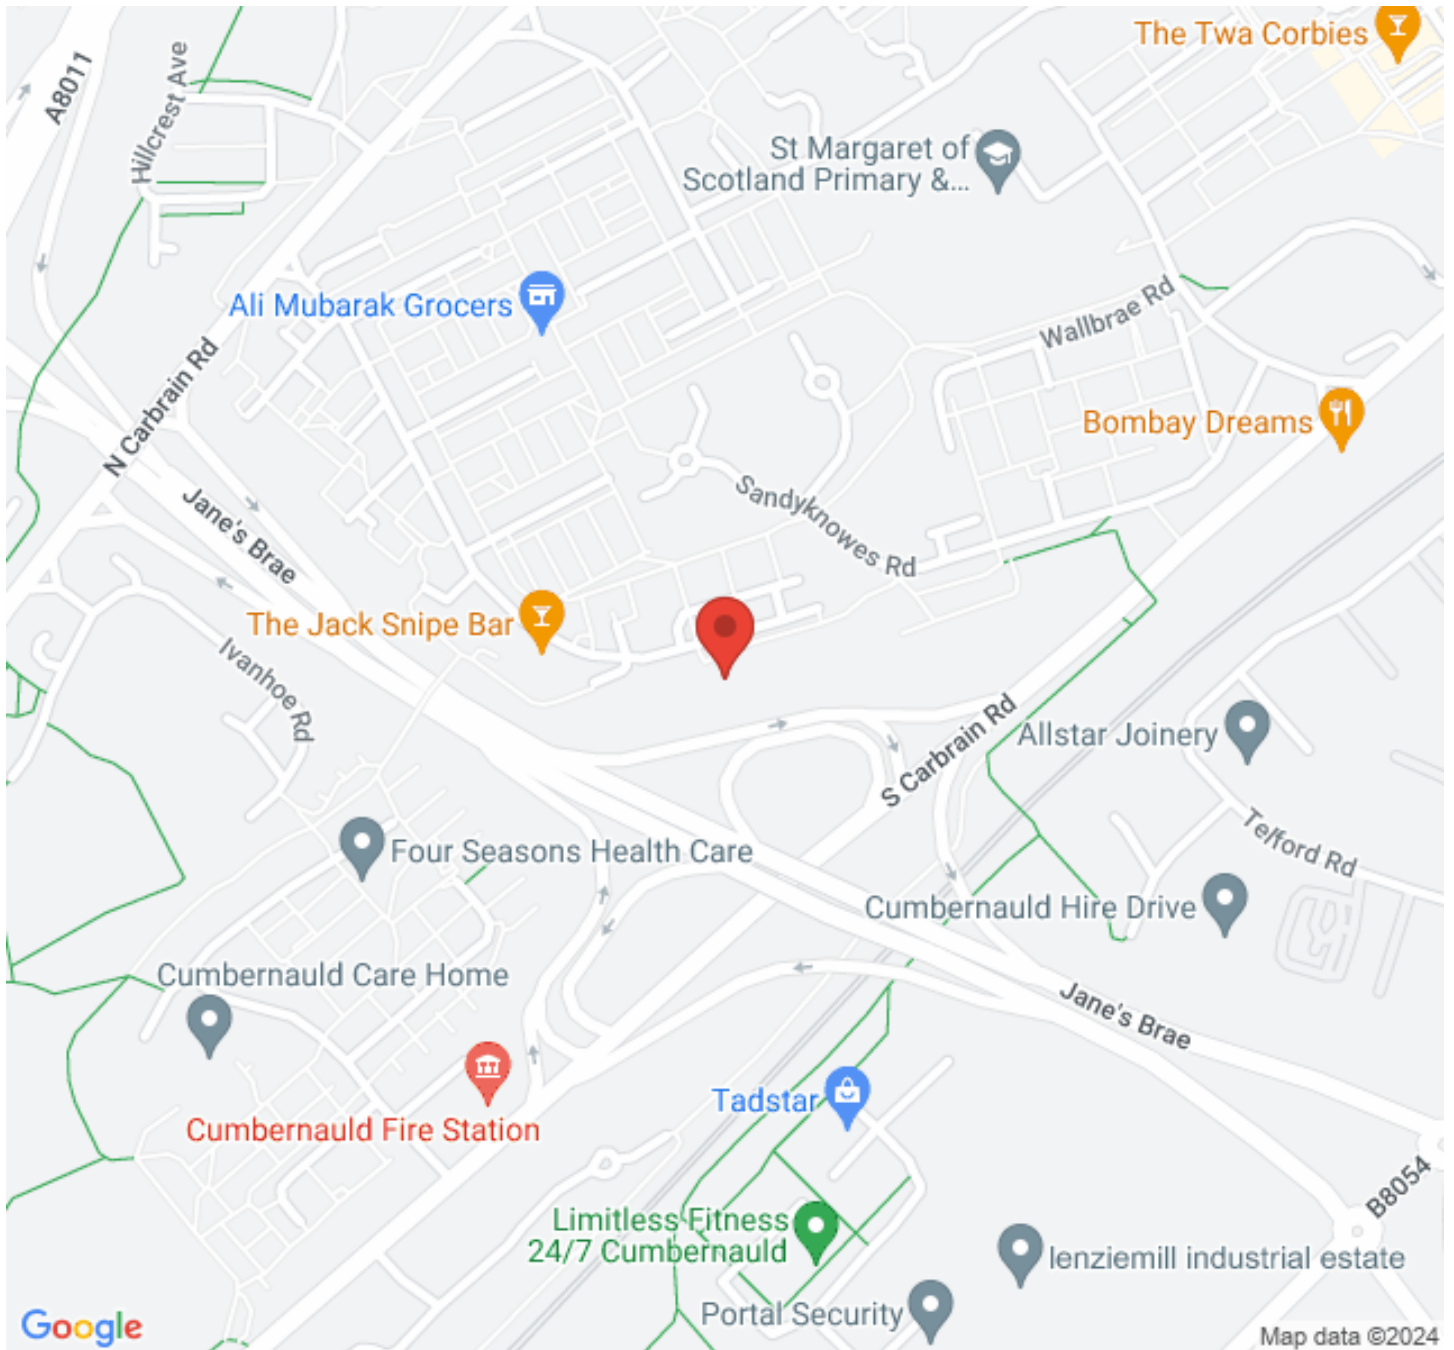 The Twa Corbies
A8011
Hillcrest Ave
St Margaret of
Scotland Primary &...
Ali Mubarak Grocers
Wallbrae Rd
N Carbrain Rd
Bombay Dreams
Jane's Brae
Sandyknowes Rd
The Jack Snipe Bar
Ivanhoe Rd
S Carbrain Rd
Allstar Joinery
Telford Rd
Four Seasons Health Care
Cumbernauld Hire Drive
Cumbernauld Care Home
Jane's Brae
Tadstar
Cumbernauld Fire Station
B8054
Limitless Fitness
24/7 Cumbernauld
lenziemill industrial estate
Portal Security
Google
Map data ©2024